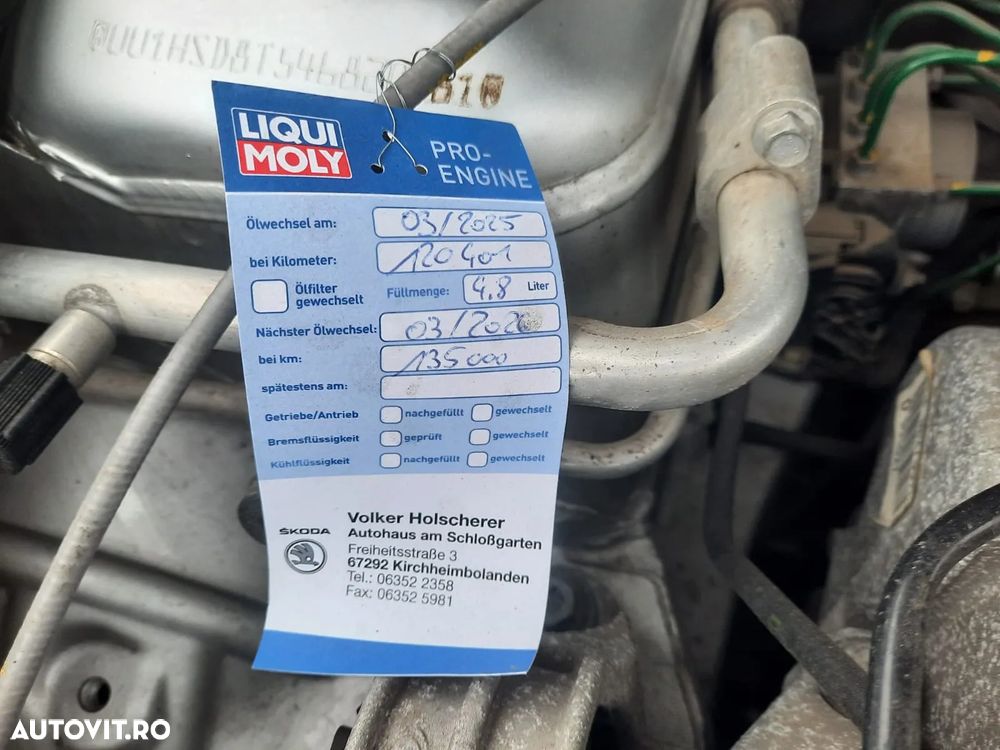 LIQUI
MOLY
PRO-
ENGINE
Ölwechsel am: 03/2025
bei Kilometer: 120401
Ölfilter
gewechselt
Füllmenge: 4.8 Liter
Nächster Ölwechsel: 03/2026
bei km: 135000
spätestens am:
Getriebe/Antrieb nachgefüllt gewechselt
Bremsflüssigkeit geprüft gewechselt
Kühlflüssigkeit nachgefüllt gewechselt
ŠKODA
Volker Holscherer
Autohaus am Schloßgarten
Freiheitsstraße 3
67292 Kirchheimbolanden
Tel.: 06352 2358
Fax: 06352 5981
AUTOVIT.RO